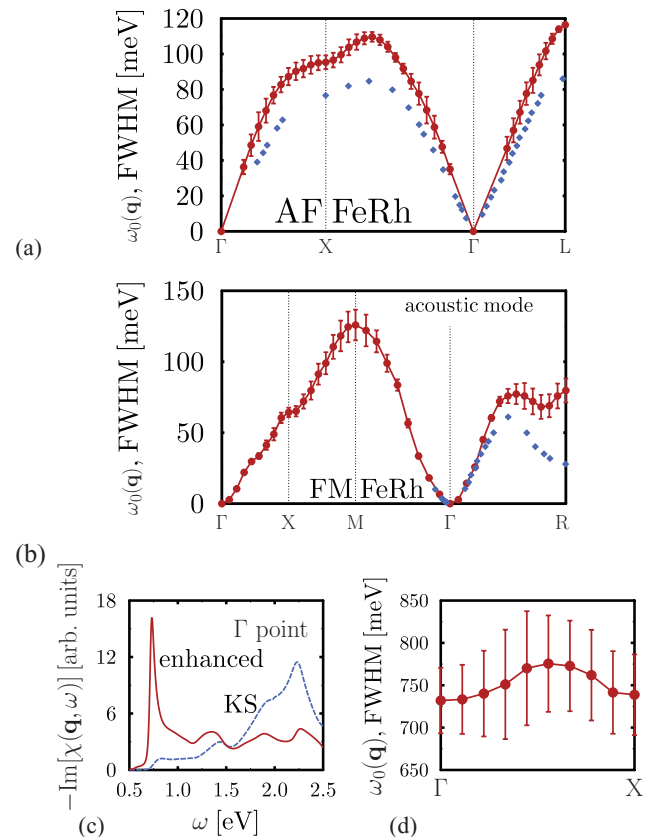 120
100
80
60
40
20
0
ω₀(q), FWHM [meV]
AF FeRh
(a)
Γ X Γ L
150
100
50
0
ω₀(q), FWHM [meV]
acoustic mode
FM FeRh
(b)
Γ X M Γ R
18
12
6
0
−Im[χ(q, ω)] [arb. units]
Γ point
enhanced
KS
0.5 1.0 1.5 2.0 2.5
(c) ω [eV]
850
800
750
700
650
ω₀(q), FWHM [meV]
Γ X
(d)